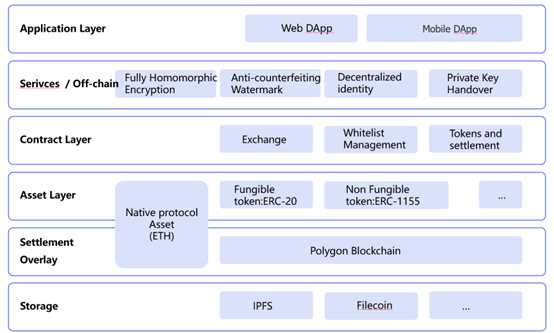 Application Layer
Web DApp
Mobile DApp
Serivces / Off-chain
Fully Homomorphic
Encryption
Anti-counterfeiting
Watermark
Decentralized
identity
Private Key
Handover
Contract Layer
Exchange
Whitelist
Management
Tokens and
settlement
Asset Layer
Native protocol
Asset
(ETH)
Fungible
token:ERC-20
Non Fungible
token:ERC-1155
...
Settlement
Overlay
Polygon Blockchain
Storage
IPFS
Filecoin
...